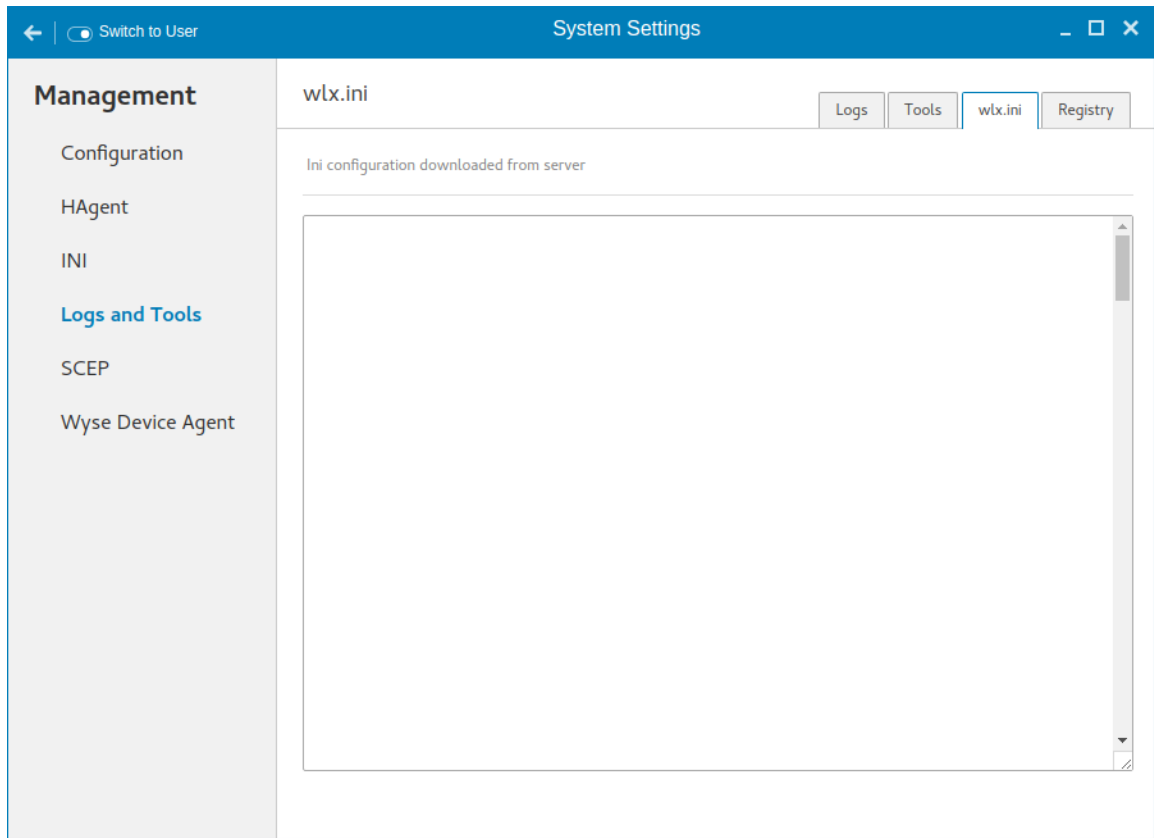 Switch to User
System Settings
Management
Configuration
HAgent
INI
Logs and Tools
SCEP
Wyse Device Agent
wlx.ini
Logs
Tools
wlx.ini
Registry
Ini configuration downloaded from server